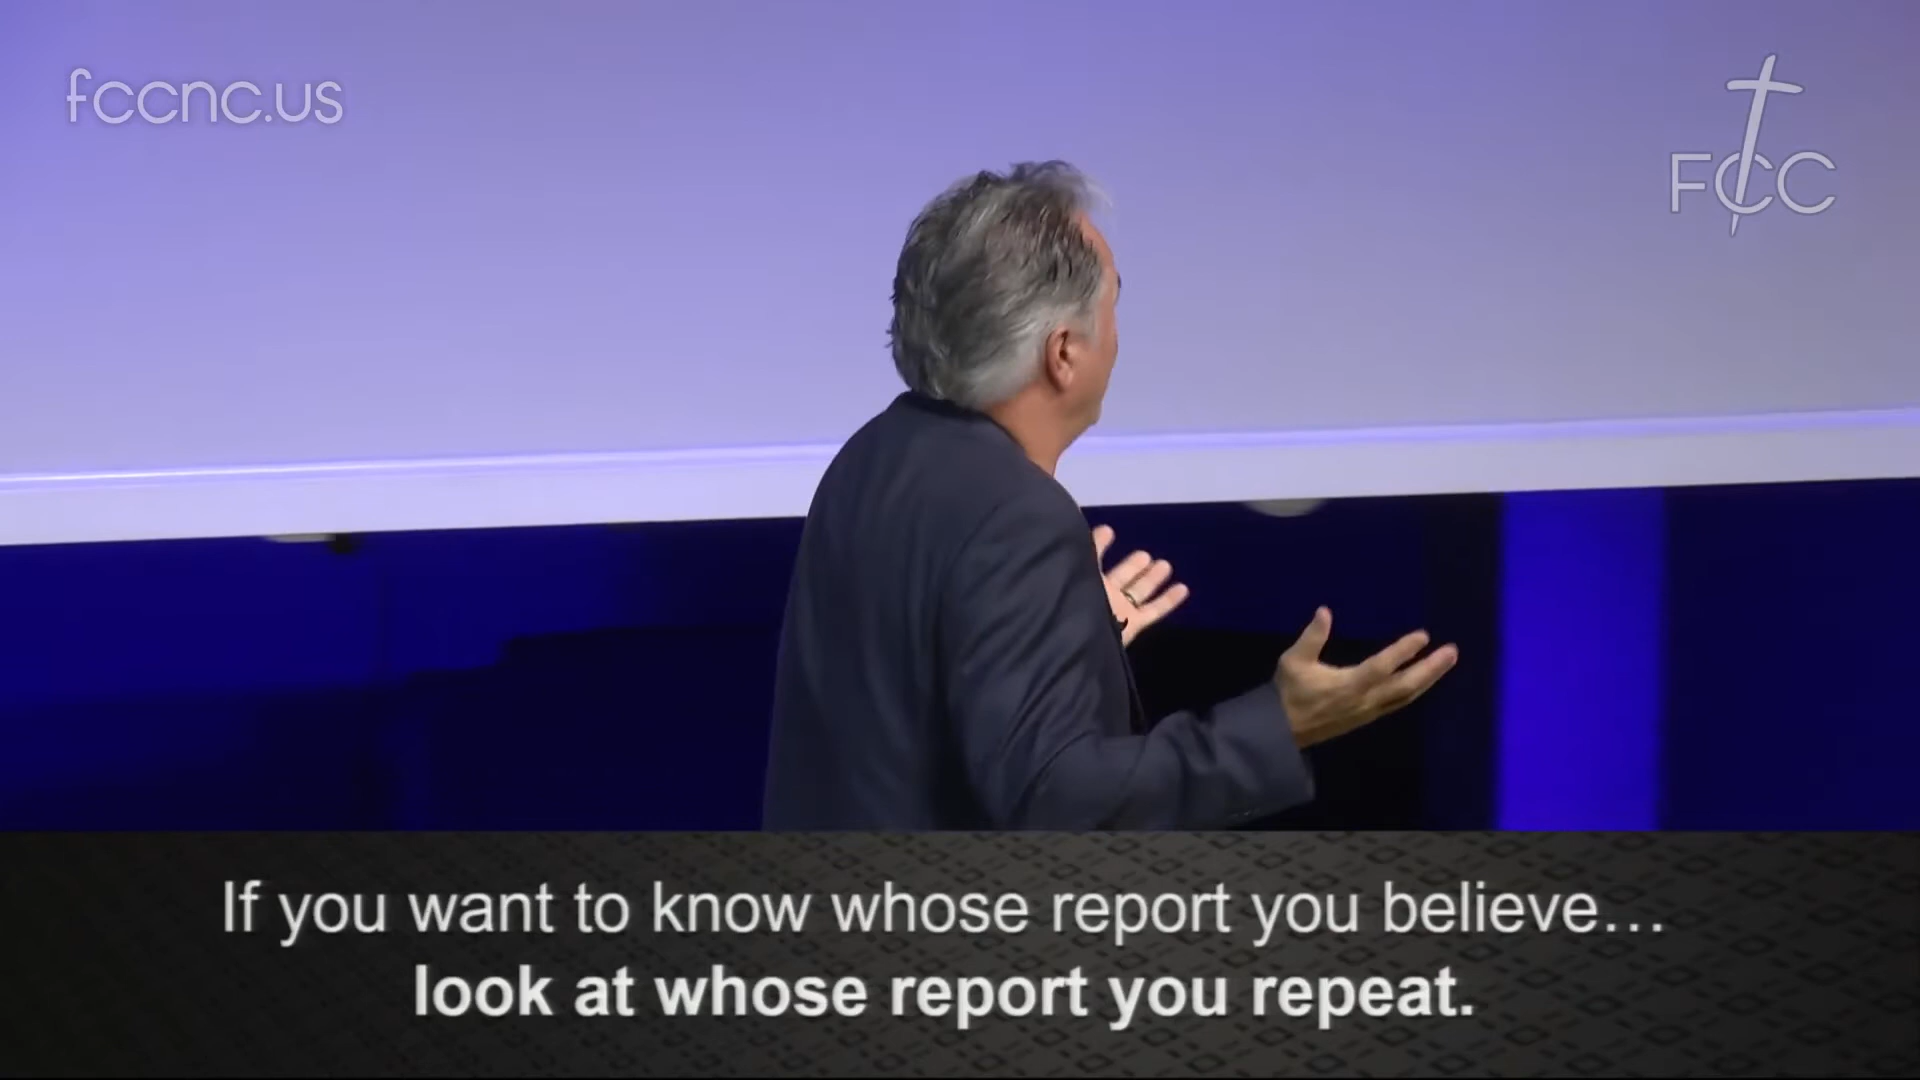 fccnc.us
FCC
If you want to know whose report you believe…
look at whose report you repeat.